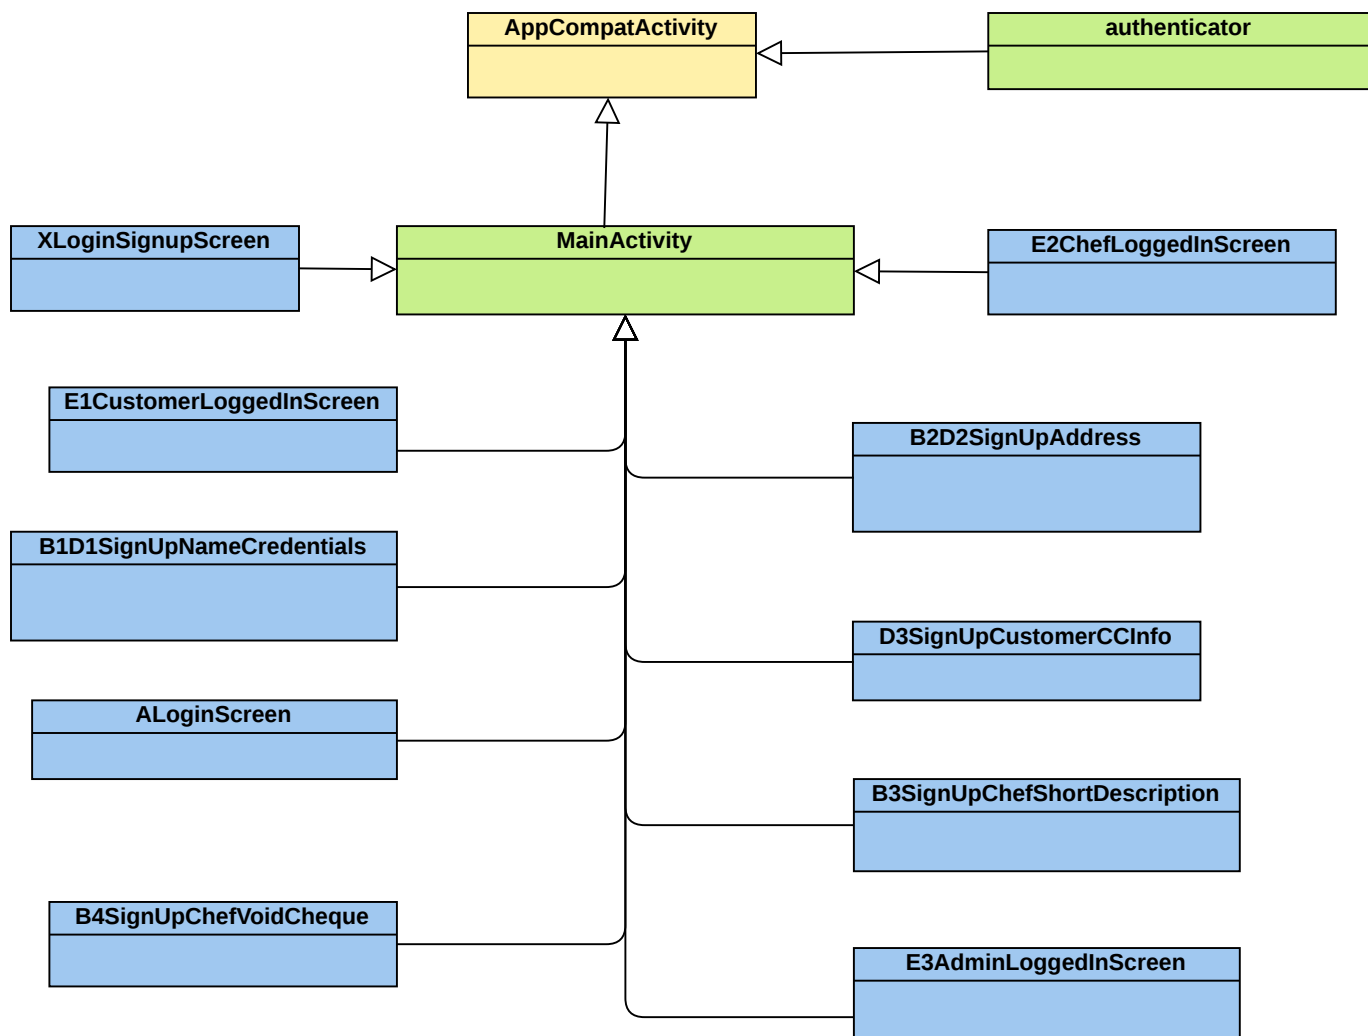 AppCompatActivity
authenticator
XLoginSignupScreen
MainActivity
E2ChefLoggedInScreen
E1CustomerLoggedInScreen
B2D2SignUpAddress
B1D1SignUpNameCredentials
D3SignUpCustomerCCInfo
ALoginScreen
B3SignUpChefShortDescription
B4SignUpChefVoidCheque
E3AdminLoggedInScreen